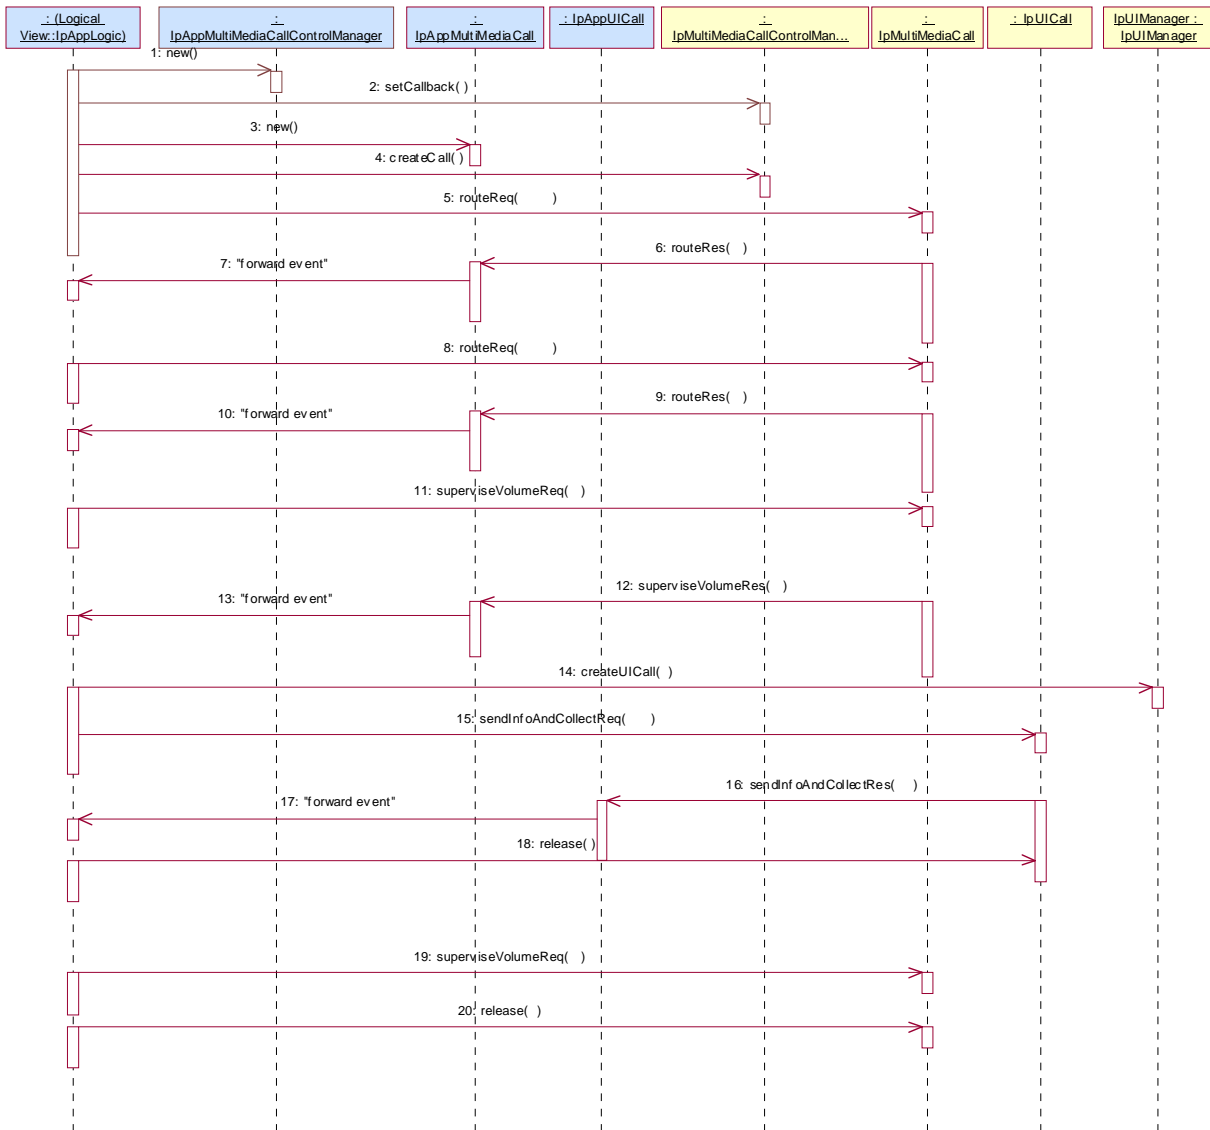 : (Logical
View::IpAppLogic)
:
IpAppMultiMediaCallControlManager
:
IpAppMultiMediaCall
: IpAppUICall
:
IpMultiMediaCallControlMan...
:
IpMultiMediaCall
: IpUICall
IpUIManager :
IpUIManager
1: new()
2: setCallback( )
3: new()
4: createCall( )
5: routeReq( )
6: routeRes( )
7: "forward event"
8: routeReq( )
9: routeRes( )
10: "forward event"
11: superviseVolumeReq( )
12: superviseVolumeRes( )
13: "forward event"
14: createUICall( )
15: sendInfoAndCollectReq( )
16: sendInfoAndCollectRes( )
17: "forward event"
18: release( )
19: superviseVolumeReq( )
20: release( )